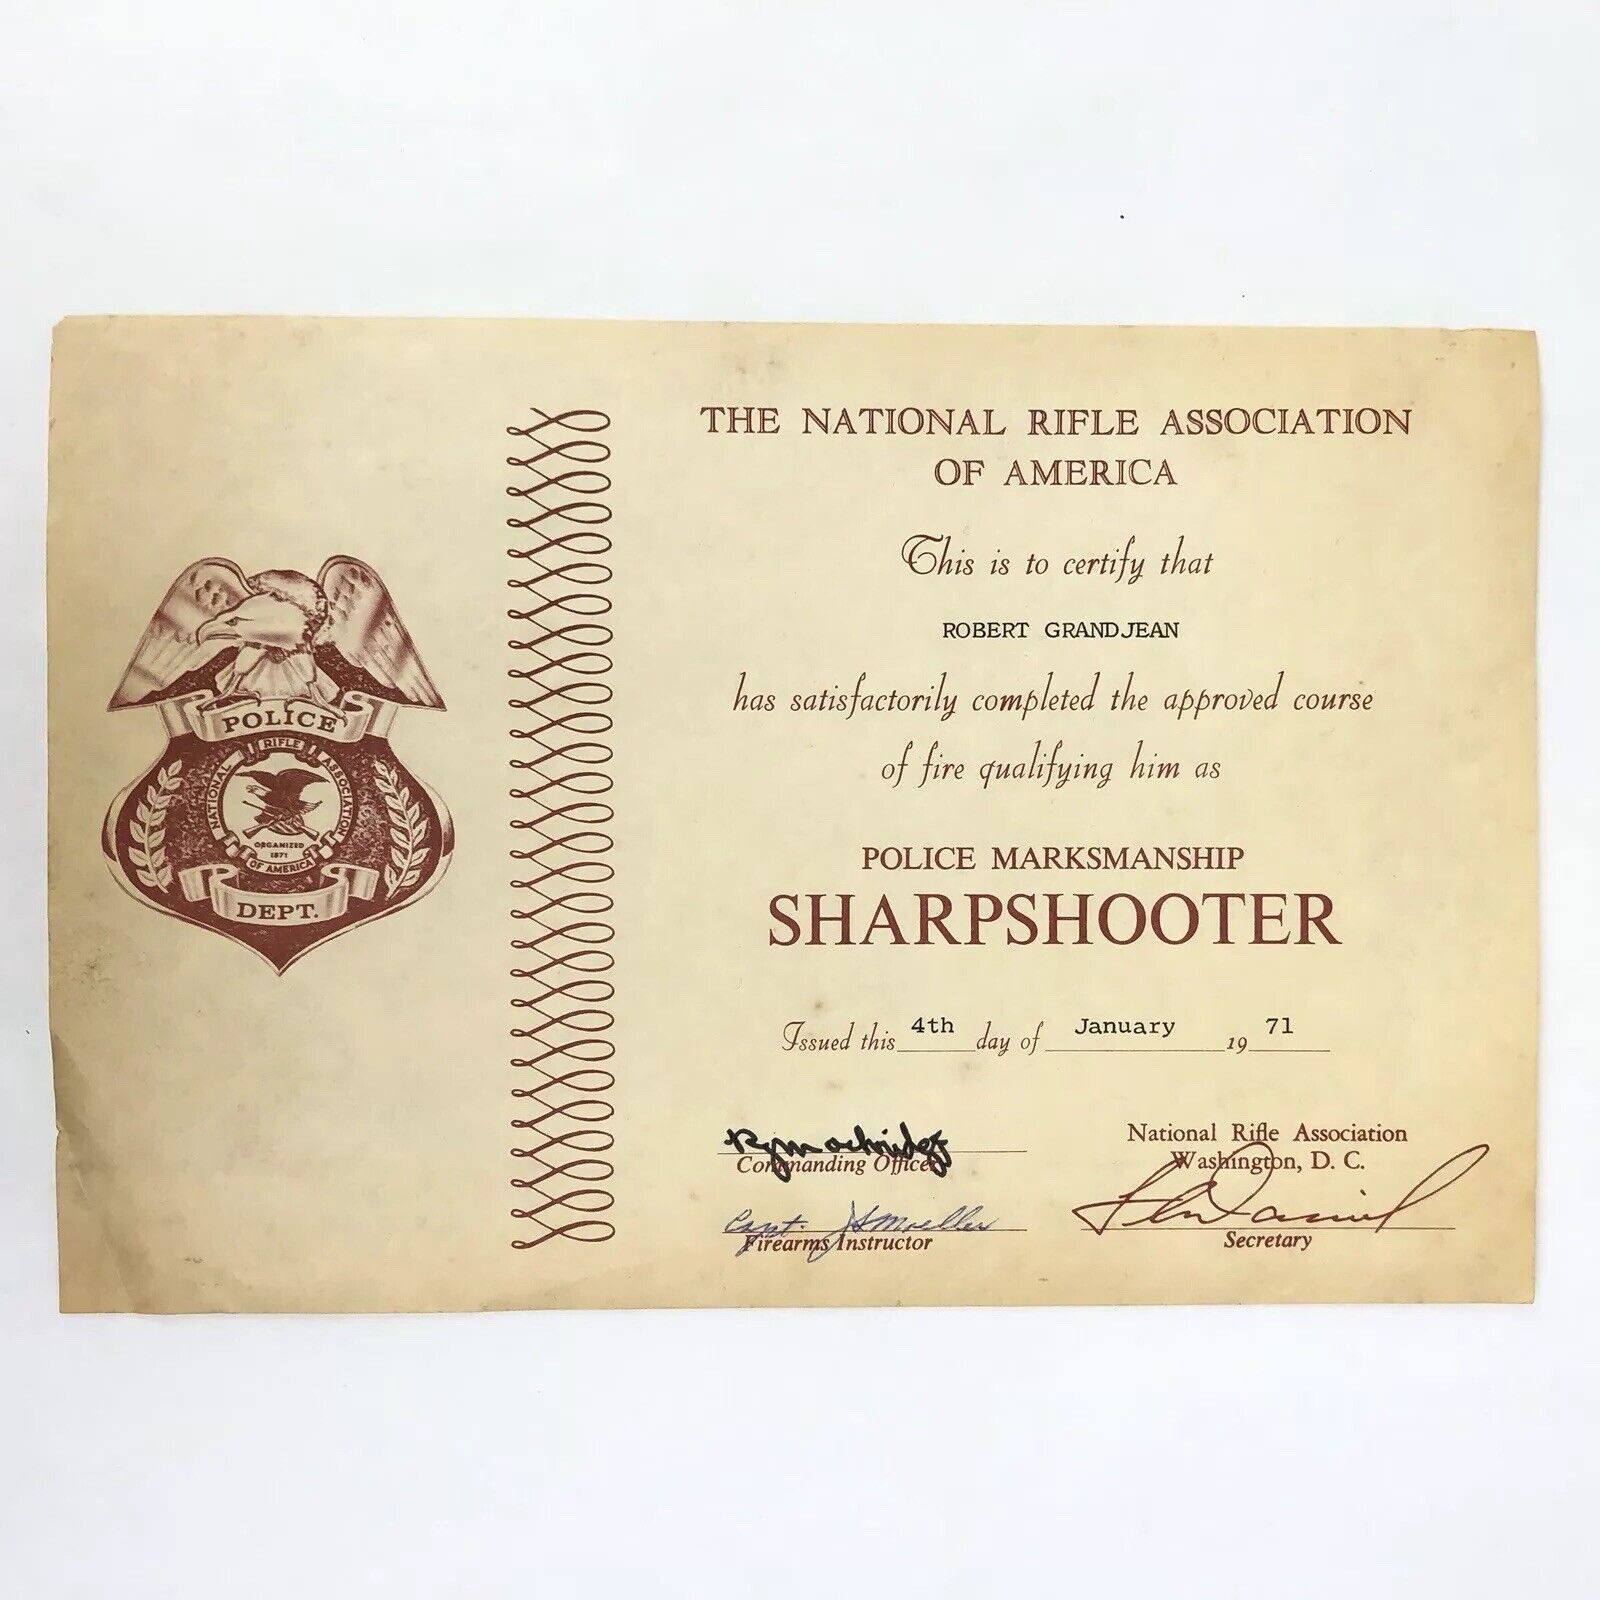 POLICE
NATIONAL RIFLE ASSOCIATION
ORGANIZED
1871
OF AMERICA
DEPT.
THE NATIONAL RIFLE ASSOCIATION
OF AMERICA
This is to certify that
ROBERT GRANDJEAN
has satisfactorily completed the approved course
of fire qualifying him as
POLICE MARKSMANSHIP
SHARPSHOOTER
Issued this 4th day of January 19 71
Commanding Officer
Capt. Moeller
Firearms Instructor
National Rifle Association
Washington, D. C.
Secretary